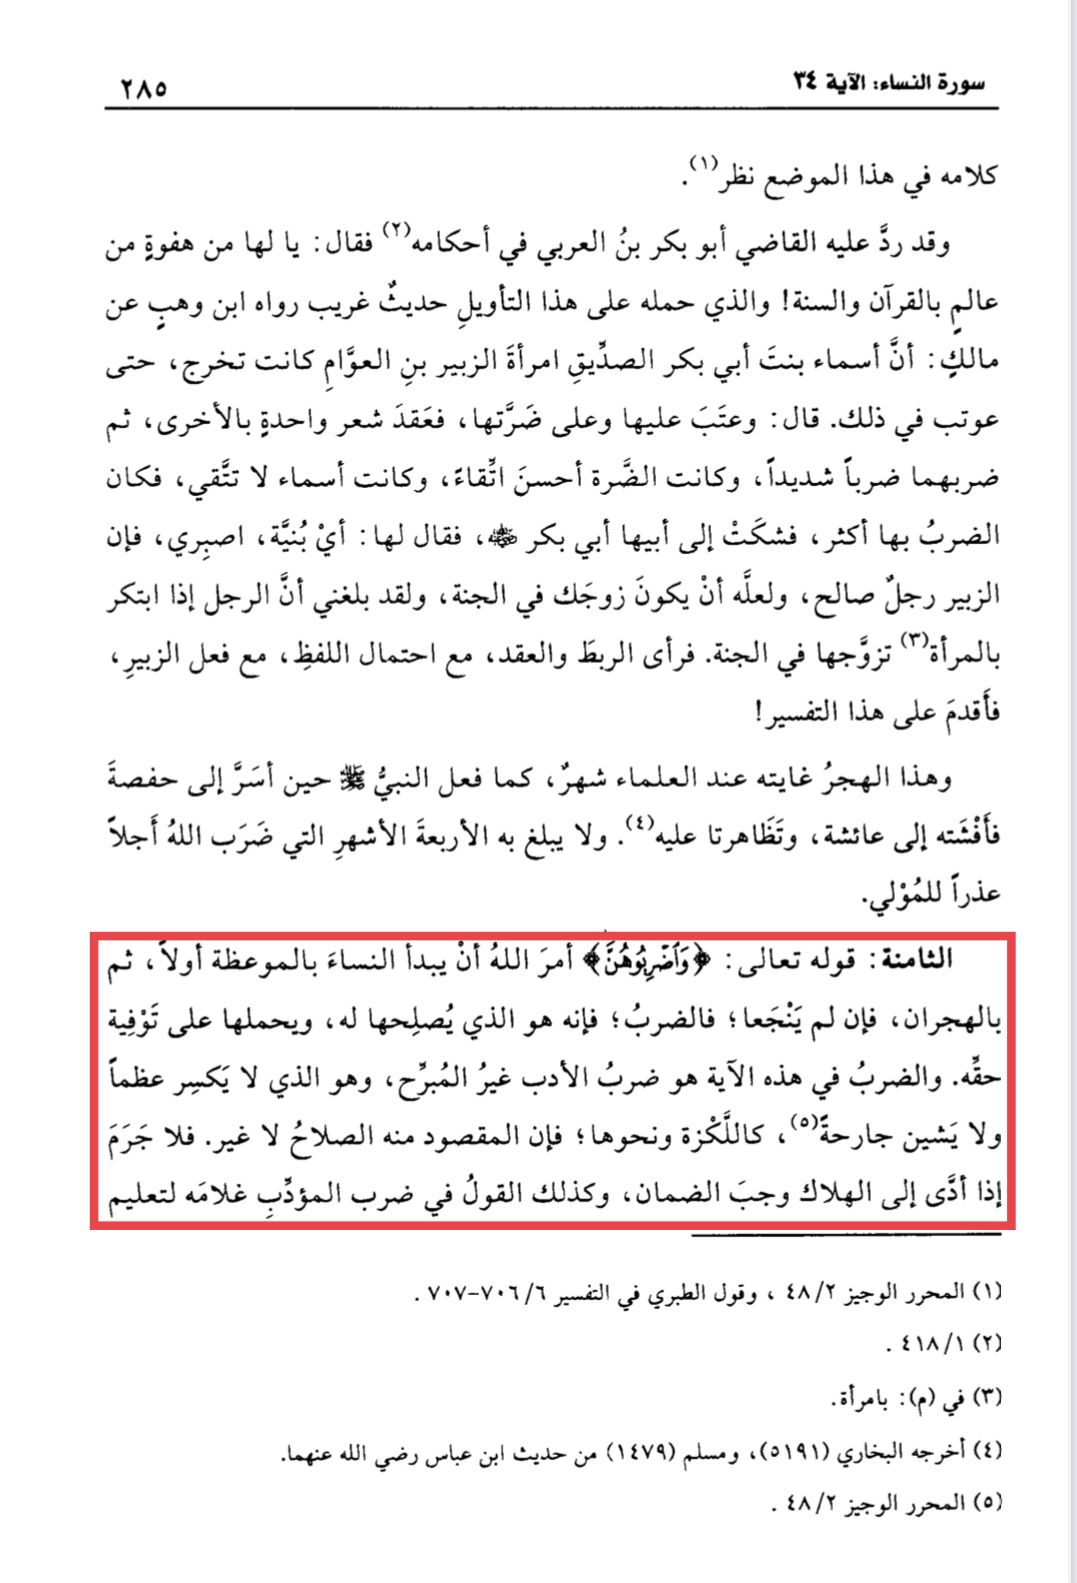 سورة النساء: الآية ٣٤
٢٨٥
كلامه في هذا الموضع نظر(١).
وقد ردَّ عليه القاضي أبو بكر بنُ العربي في أحكامه(٢) فقال: يا لها من هفوةٍ من
عالمٍ بالقرآن والسنة! والذي حمله على هذا التأويلِ حديثٌ غريب رواه ابن وهبٍ عن
مالكٍ: أنَّ أسماء بنتَ أبي بكر الصدِّيقِ امرأةَ الزبير بنِ العوَّامِ كانت تخرج، حتى
عوتب في ذلك. قال: وعتَبَ عليها وعلى ضَرَّتها، فعَقدَ شعر واحدةٍ بالأخرى، ثم
ضربهما ضرباً شديداً، وكانت الضَّرة أحسنَ اتِّقاءً، وكانت أسماء لا تتَّقي، فكان
الضربُ بها أكثر، فشكَتْ إلى أبيها أبي بكر ﷺ، فقال لها: أيْ بُنيَّة، اصبِري، فإن
الزبير رجلٌ صالح، ولعلَّه أنْ يكونَ زوجَك في الجنة، ولقد بلغني أنَّ الرجل إذا ابتكر
بالمرأة(٣) تزوَّجها في الجنة. فرأى الربطَ والعقد، مع احتمال اللفظِ، مع فعل الزبيرِ،
فأَقدمَ على هذا التفسير!
وهذا الهجرُ غايته عند العلماء شهرٌ، كما فعل النبيُّ ﷺ حين أسَرَّ إلى حفصةَ
فأَفْشَته إلى عائشة، وتَظَاهرتا عليه(٤). ولا يبلغ به الأربعةَ الأشهرِ التي ضَرَب اللهُ أَجلاً
عذراً للمُوْلي.
الثامنة: قوله تعالى: ﴿وَٱضْرِبُوهُنَّ﴾ أمرَ اللهُ أنْ يبدأ النساءَ بالموعظة أولاً، ثم
بالهجران، فإن لم يَنْجَعا؛ فالضربُ؛ فإنه هو الذي يُصلِحها له، ويحملها على تَوْفِية
حقِّه. والضربُ في هذه الآية هو ضربُ الأدب غيرُ المُبرِّح، وهو الذي لا يَكسِر عظماً
ولا يَشين جارحةً(٥)، كاللَّكْزة ونحوها؛ فإن المقصود منه الصلاحُ لا غير. فلا جَرَمَ
إذا أدَّى إلى الهلاك وجبَ الضمان، وكذلك القولُ في ضرب المؤدِّبِ غلامَه لتعليم
(١) المحرر الوجيز ٤٨/٢ ، وقول الطبري في التفسير ٦/ ٧٠٦-٧٠٧ .
(٢) ٤١٨/١ .
(٣) في (م): بامرأة.
(٤) أخرجه البخاري (٥١٩١)، ومسلم (١٤٧٩) من حديث ابن عباس رضي الله عنهما.
(٥) المحرر الوجيز ٤٨/٢ .